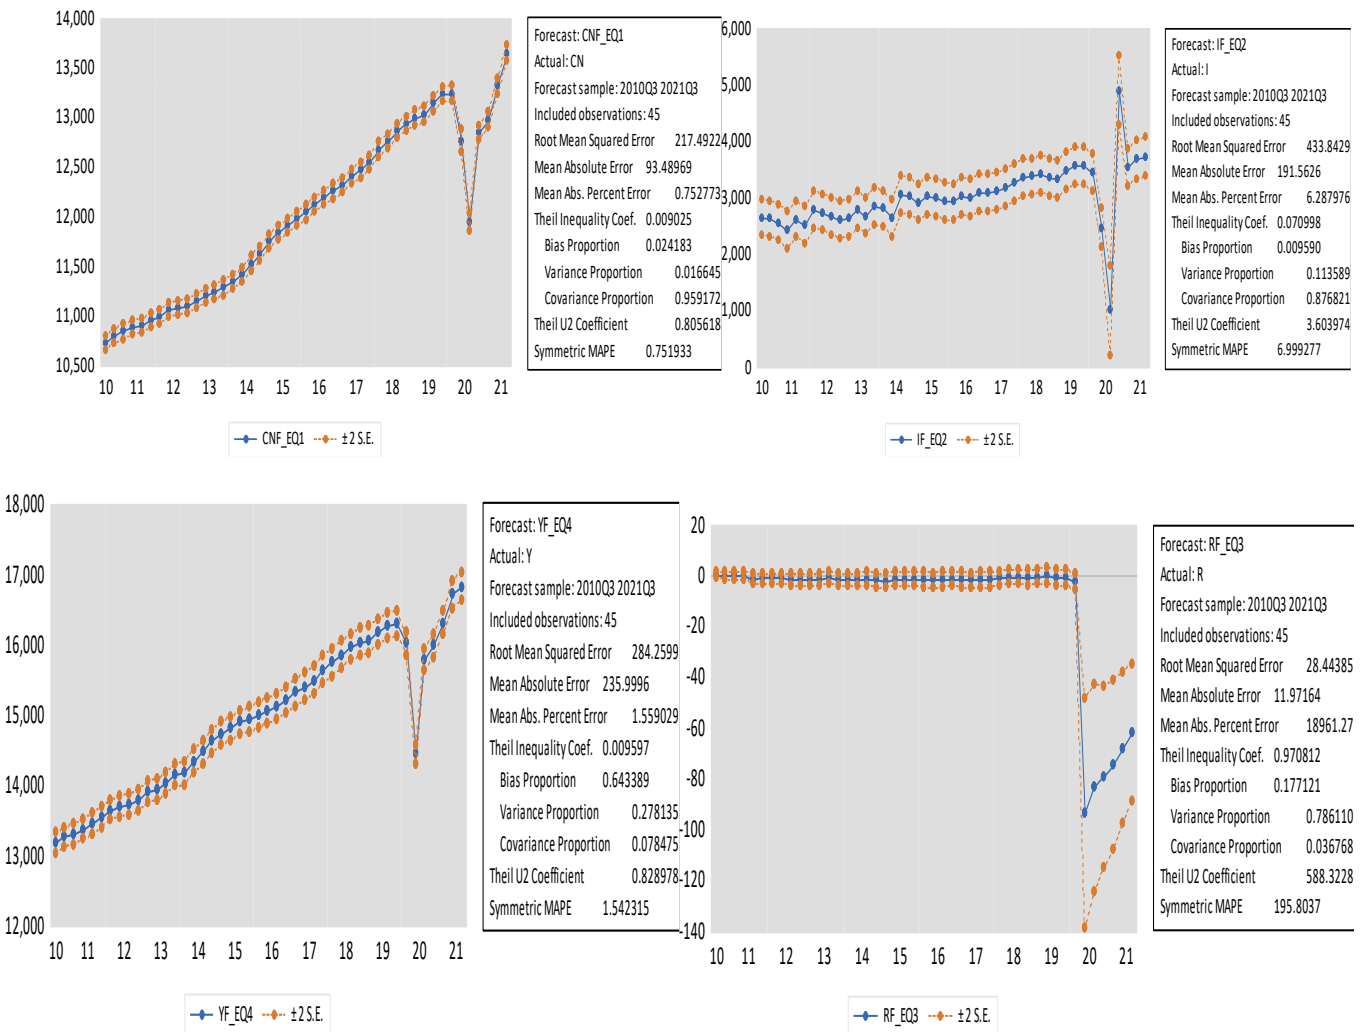 14,000
13,500
13,000
12,500
12,000
11,500
11,000
10,500
10 11 12 13 14 15 16 17 18 19 20 21
CNF_EQ1 ±2 S.E.
Forecast: CNF_EQ1
Actual: CN
Forecast sample: 2010Q3 2021Q3
Included observations: 45
Root Mean Squared Error 217.4922
Mean Absolute Error 93.48969
Mean Abs. Percent Error 0.752773
Theil Inequality Coef. 0.009025
Bias Proportion 0.024183
Variance Proportion 0.016645
Covariance Proportion 0.959172
Theil U2 Coefficient 0.805618
Symmetric MAPE 0.751933
6,000
5,000
4,000
3,000
2,000
1,000
0
10 11 12 13 14 15 16 17 18 19 20 21
IF_EQ2 ±2 S.E.
Forecast: IF_EQ2
Actual: I
Forecast sample: 2010Q3 2021Q3
Included observations: 45
Root Mean Squared Error 433.8429
Mean Absolute Error 191.5626
Mean Abs. Percent Error 6.287976
Theil Inequality Coef. 0.070998
Bias Proportion 0.009590
Variance Proportion 0.113589
Covariance Proportion 0.876821
Theil U2 Coefficient 3.603974
Symmetric MAPE 6.999277
18,000
17,000
16,000
15,000
14,000
13,000
12,000
10 11 12 13 14 15 16 17 18 19 20 21
YF_EQ4 ±2 S.E.
Forecast: YF_EQ4
Actual: Y
Forecast sample: 2010Q3 2021Q3
Included observations: 45
Root Mean Squared Error 284.2599
Mean Absolute Error 235.9996
Mean Abs. Percent Error 1.559029
Theil Inequality Coef. 0.009597
Bias Proportion 0.643389
Variance Proportion 0.278135
Covariance Proportion 0.078475
Theil U2 Coefficient 0.828978
Symmetric MAPE 1.542315
20
0
-20
-40
-60
-80
-100
-120
-140
10 11 12 13 14 15 16 17 18 19 20 21
RF_EQ3 ±2 S.E.
Forecast: RF_EQ3
Actual: R
Forecast sample: 2010Q3 2021Q3
Included observations: 45
Root Mean Squared Error 28.44385
Mean Absolute Error 11.97164
Mean Abs. Percent Error 18961.27
Theil Inequality Coef. 0.970812
Bias Proportion 0.177121
Variance Proportion 0.786110
Covariance Proportion 0.036768
Theil U2 Coefficient 588.3228
Symmetric MAPE 195.8037